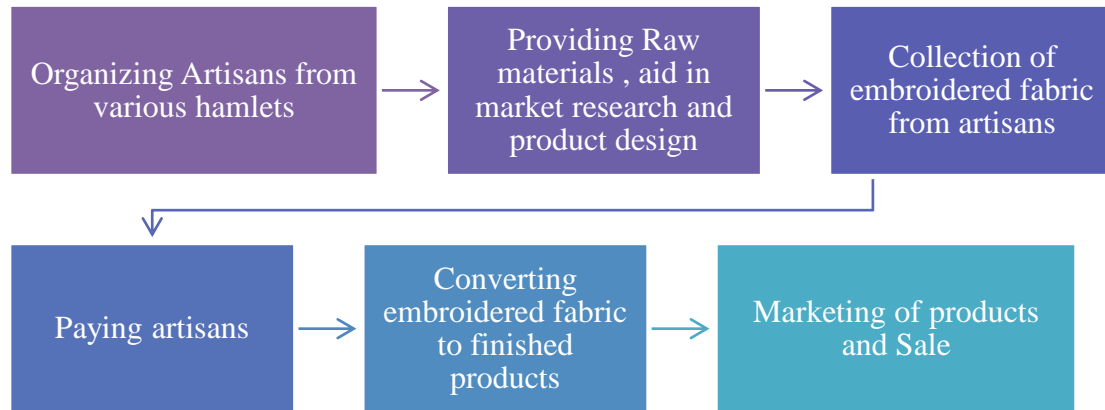 Organizing Artisans from
various hamlets
Providing Raw
materials , aid in
market research and
product design
Collection of
embroidered fabric
from artisans
Paying artisans
Converting
embroidered fabric
to finished
products
Marketing of products
and Sale